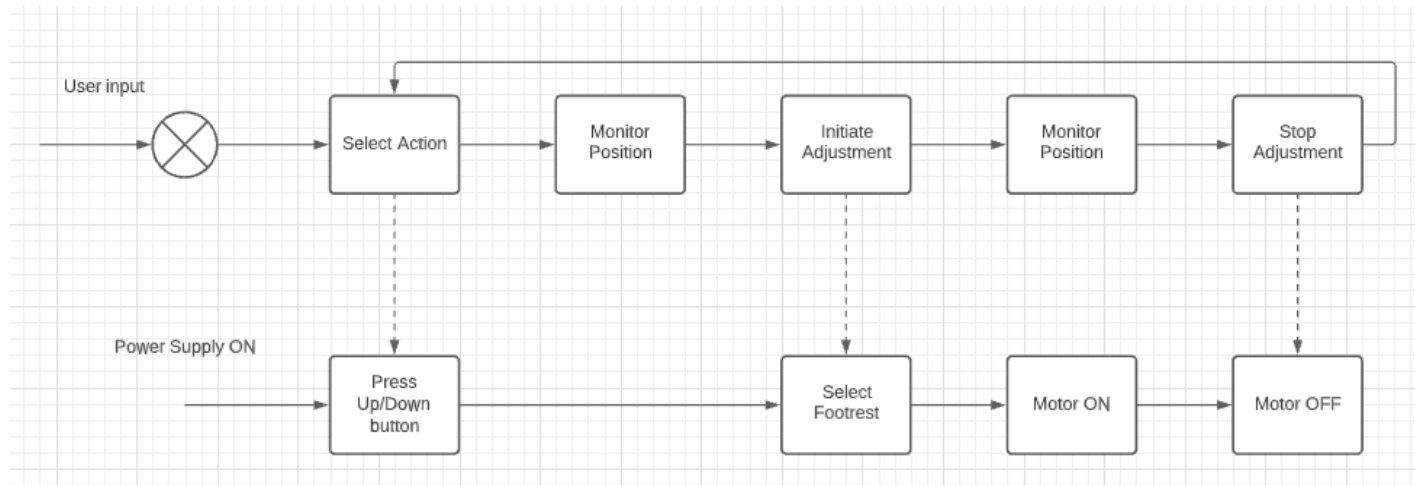 User input
Select Action
Monitor
Position
Initiate
Adjustment
Monitor
Position
Stop
Adjustment
Power Supply ON
Press
Up/Down
button
Select
Footrest
Motor ON
Motor OFF